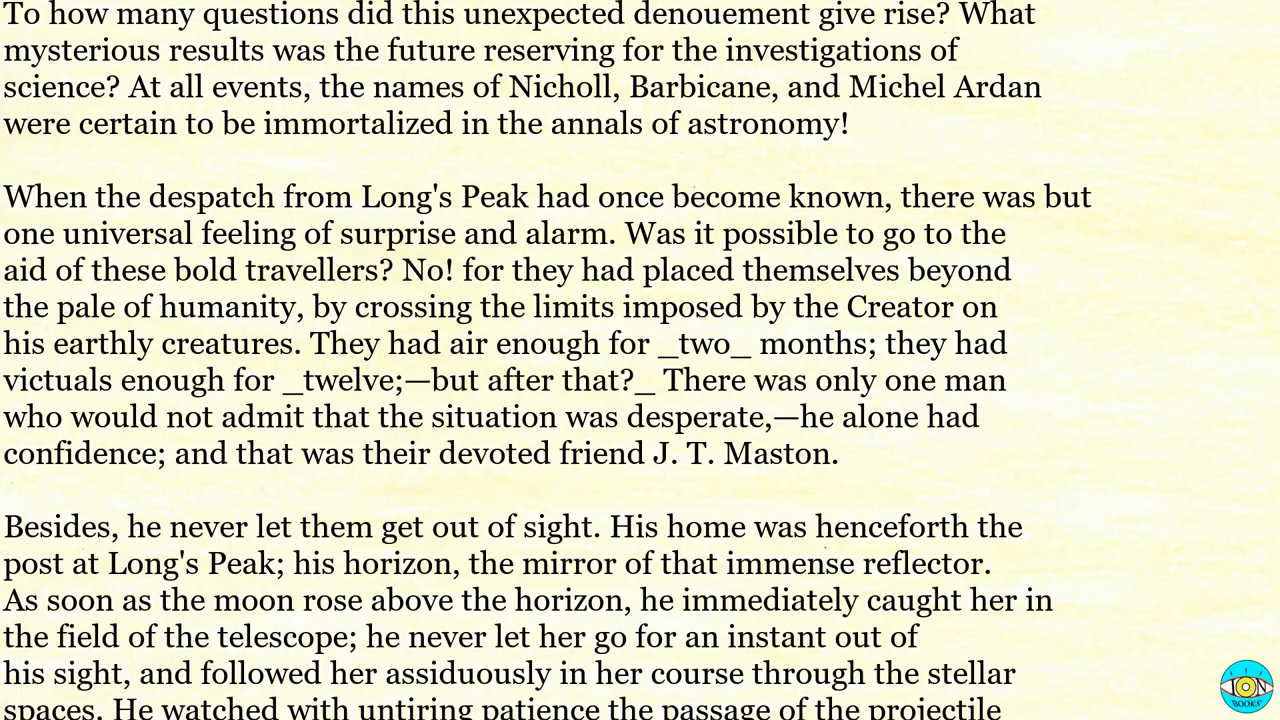 To how many questions did this unexpected denouement give rise? What
mysterious results was the future reserving for the investigations of
science? At all events, the names of Nicholl, Barbicane, and Michel Ardan
were certain to be immortalized in the annals of astronomy!
When the despatch from Long's Peak had once become known, there was but
one universal feeling of surprise and alarm. Was it possible to go to the
aid of these bold travellers? No! for they had placed themselves beyond
the pale of humanity, by crossing the limits imposed by the Creator on
his earthly creatures. They had air enough for _two_ months; they had
victuals enough for _twelve;—but after that?_ There was only one man
who would not admit that the situation was desperate,—he alone had
confidence; and that was their devoted friend J. T. Maston.
Besides, he never let them get out of sight. His home was henceforth the
post at Long's Peak; his horizon, the mirror of that immense reflector.
As soon as the moon rose above the horizon, he immediately caught her in
the field of the telescope; he never let her go for an instant out of
his sight, and followed her assiduously in her course through the stellar
spaces. He watched with untiring patience the passage of the projectile
ION
BOOKS